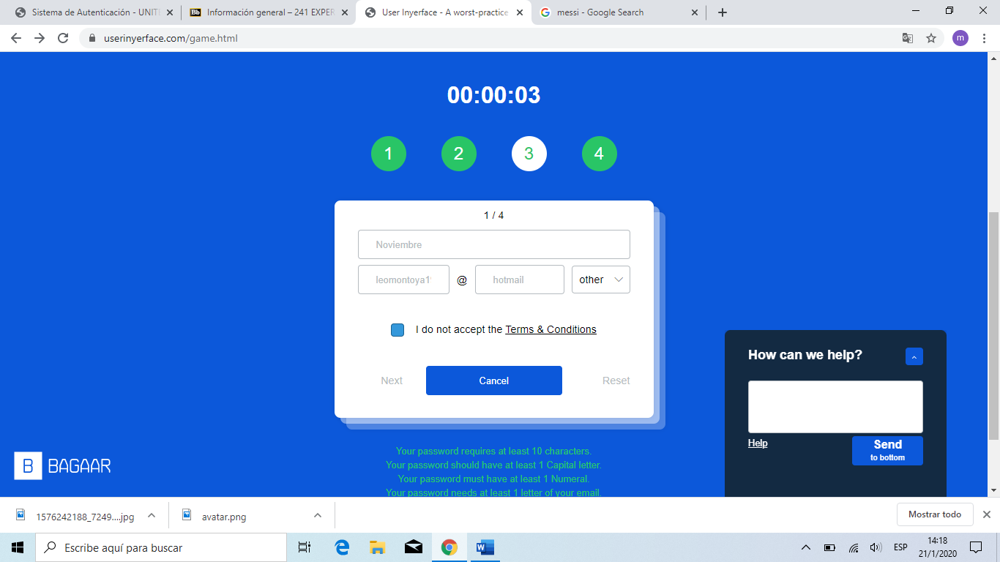 Sistema de Autenticación - UNITE
Información general – 241 EXPER
User Inyerface - A worst-practice
messi - Google Search
userinyerface.com/game.html
m
00:00:03
1 2 3 4
1 / 4
Noviembre
leomontoya1 @ hotmail other
I do not accept the Terms & Conditions
Next Cancel Reset
How can we help?
Help
Send
to bottom
Your password requires at least 10 characters.
Your password should have at least 1 Capital letter.
Your password must have at least 1 Numeral.
Your password needs at least 1 letter of your email.
B BAGAAR
1576242188_7249....jpg
avatar.png
Mostrar todo
Escribe aquí para buscar
ESP
14:18
21/1/2020